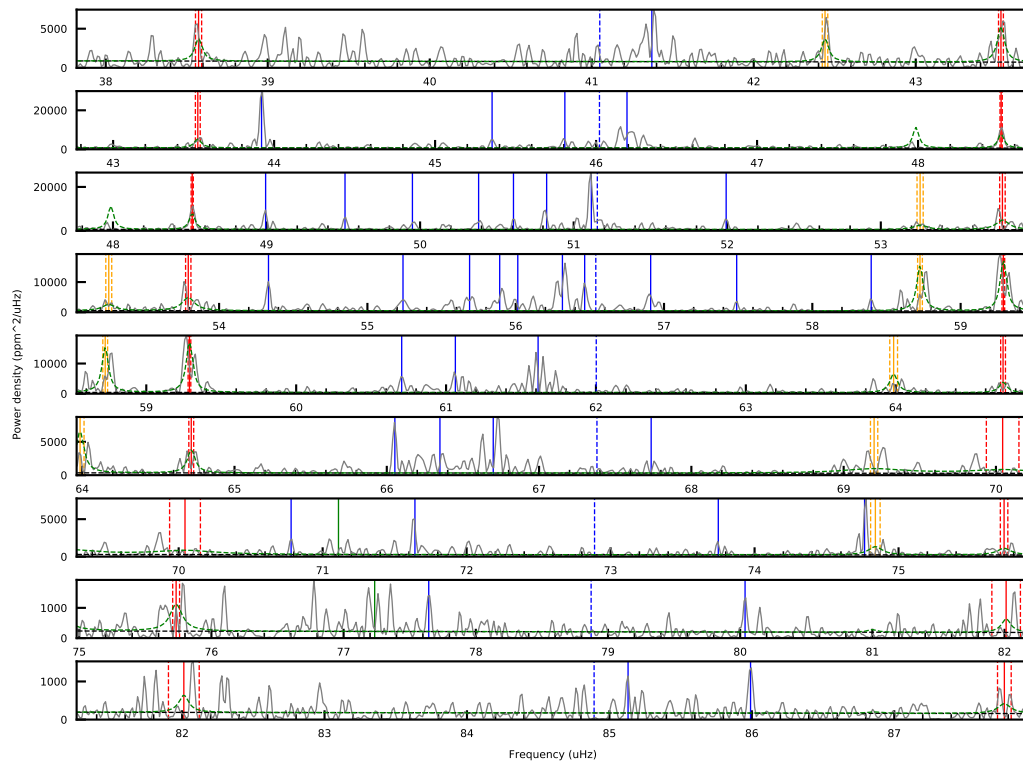 5000
0
38 39 40 41 42 43
20000
0
43 44 45 46 47 48
20000
0
48 49 50 51 52 53
10000
0
54 55 56 57 58 59
10000
0
59 60 61 62 63 64
5000
0
64 65 66 67 68 69 70
5000
0
70 71 72 73 74 75
1000
0
75 76 77 78 79 80 81 82
1000
0
82 83 84 85 86 87
Power density (ppm^2/uHz)
Frequency (uHz)